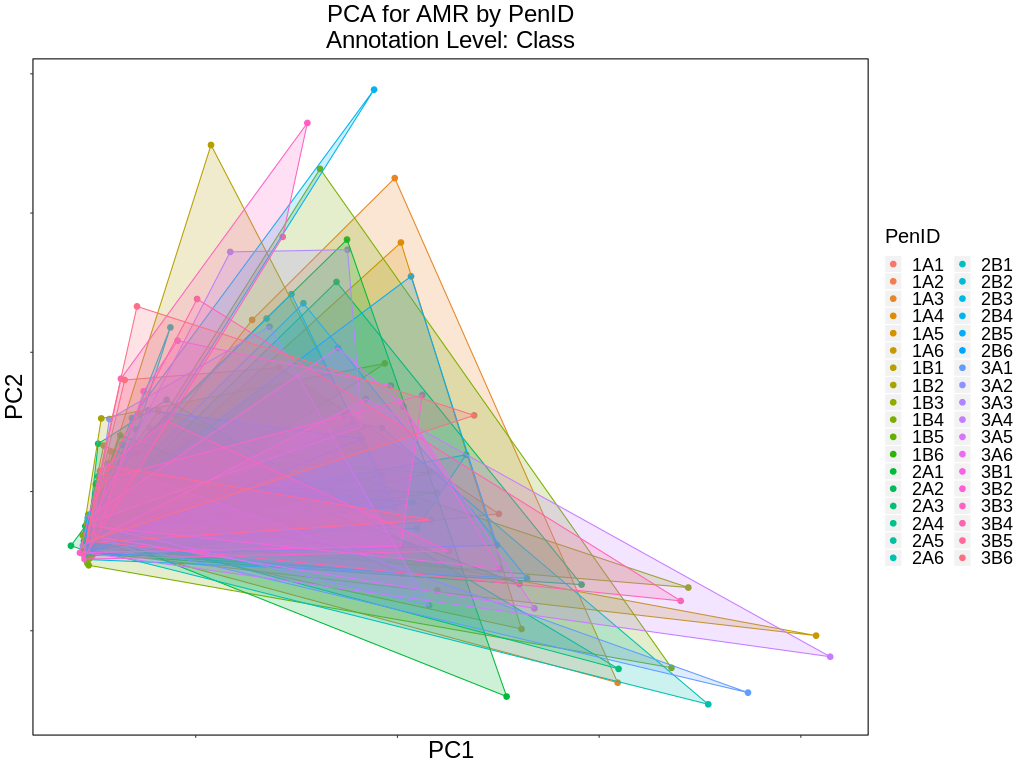 PCA for AMR by PenID
Annotation Level: Class
PC2
PC1
PenID
1A1 2B1
1A2 2B2
1A3 2B3
1A4 2B4
1A5 2B5
1A6 2B6
1B1 3A1
1B2 3A2
1B3 3A3
1B4 3A4
1B5 3A5
1B6 3A6
2A1 3B1
2A2 3B2
2A3 3B3
2A4 3B4
2A5 3B5
2A6 3B6